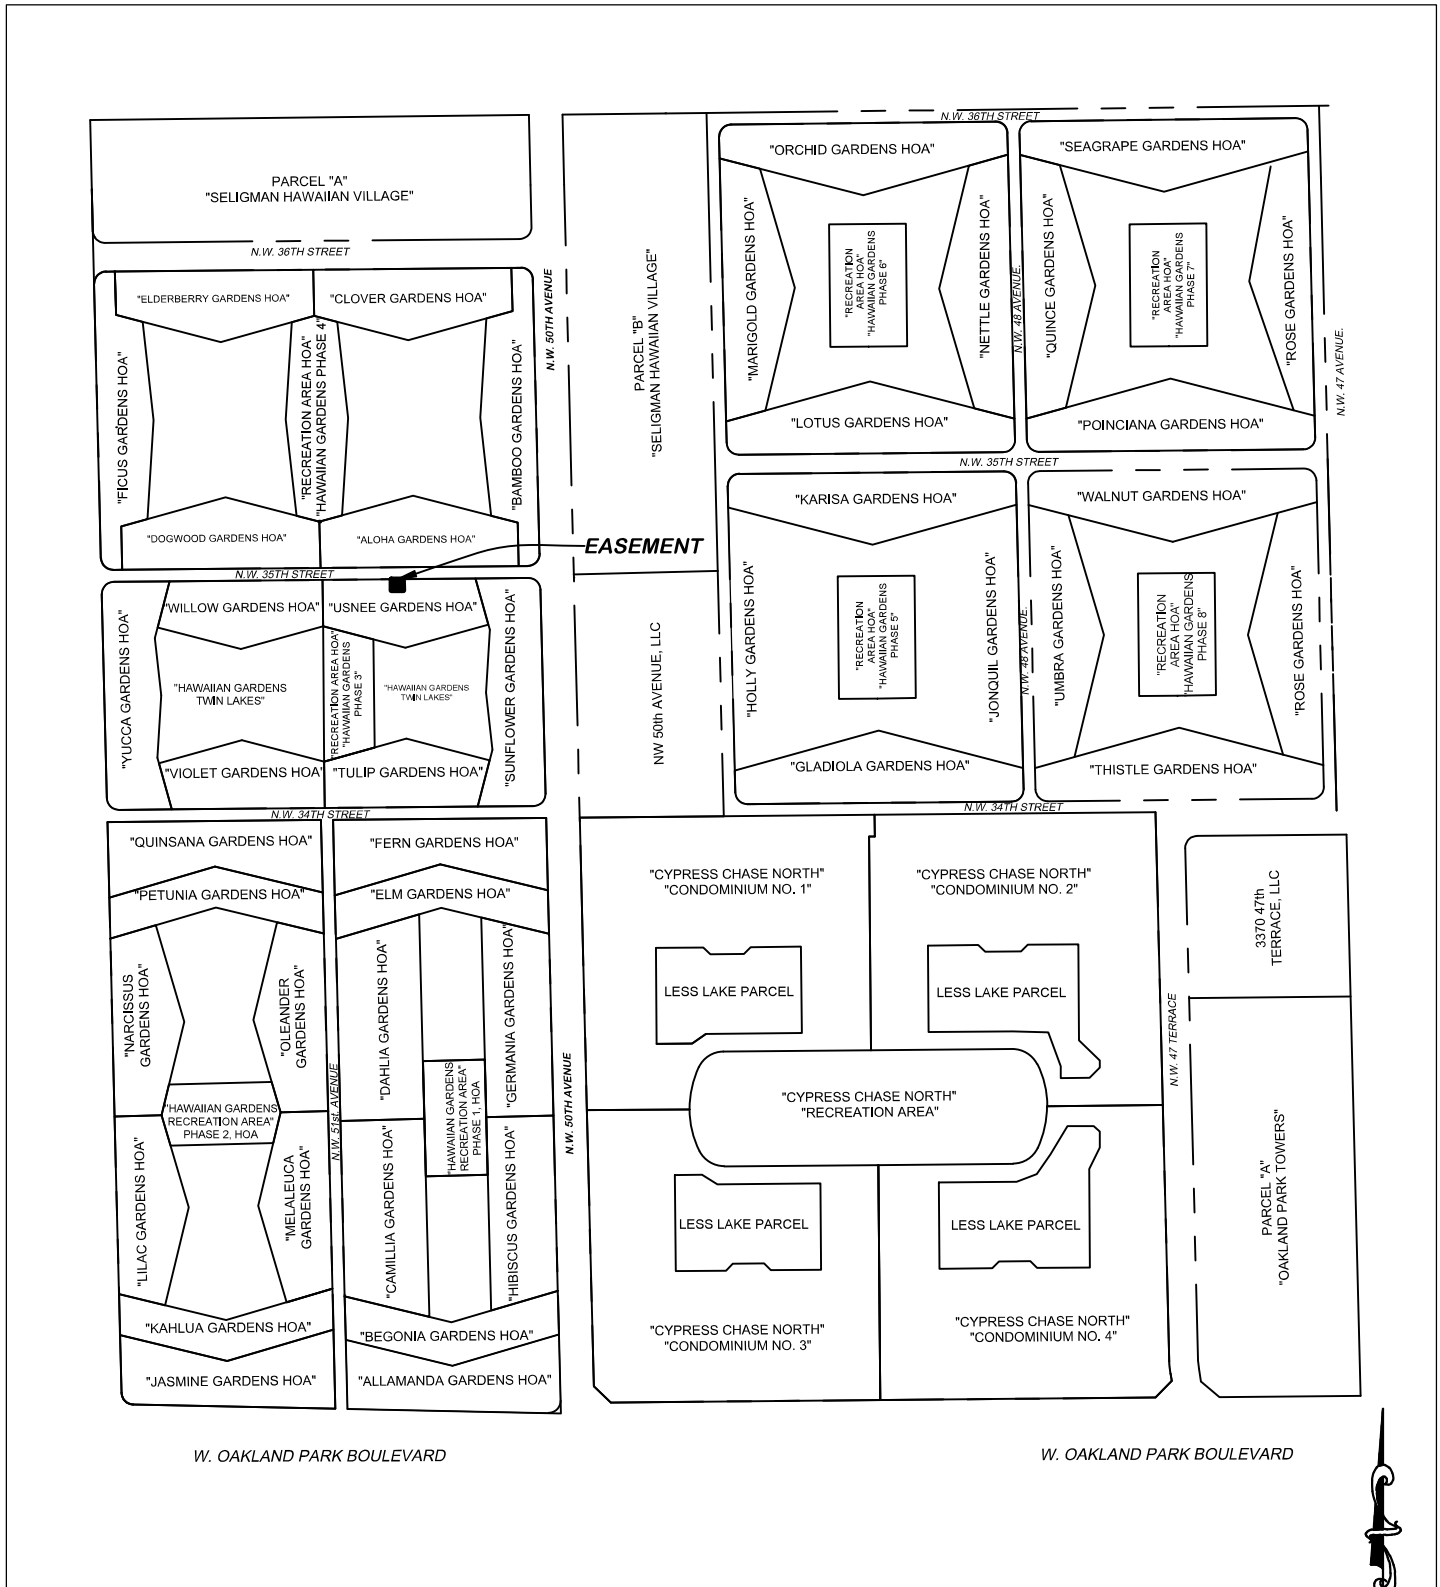 N.W. 36TH STREET
PARCEL "A"
"SELIGMAN HAWAIIAN VILLAGE"
N.W. 36TH STREET
"ELDERBERRY GARDENS HOA"
"CLOVER GARDENS HOA"
"FICUS GARDENS HOA"
"RECREATION AREA HOA"
"HAWAIIAN GARDENS PHASE 4"
"BAMBOO GARDENS HOA"
"DOGWOOD GARDENS HOA"
"ALOHA GARDENS HOA"
N.W. 50TH AVENUE
PARCEL "B"
"SELIGMAN HAWAIIAN VILLAGE"
EASEMENT
N.W. 35TH STREET
"YUCCA GARDENS HOA"
"WILLOW GARDENS HOA"
"USNEE GARDENS HOA"
"HAWAIIAN GARDENS
TWIN LAKES"
"RECREATION AREA HOA"
"HAWAIIAN GARDENS
PHASE 3"
"HAWAIIAN GARDENS
TWIN LAKES"
"SUNFLOWER GARDENS HOA"
"VIOLET GARDENS HOA"
"TULIP GARDENS HOA"
NW 50th AVENUE, LLC
N.W. 34TH STREET
"ORCHID GARDENS HOA"
"MARIGOLD GARDENS HOA"
"RECREATION
AREA HOA"
"HAWAIIAN GARDENS
PHASE 6"
"NETTLE GARDENS HOA"
"LOTUS GARDENS HOA"
N.W. 48 AVENUE.
"SEAGRAPE GARDENS HOA"
"QUINCE GARDENS HOA"
"RECREATION
AREA HOA"
"HAWAIIAN GARDENS
PHASE 7"
"ROSE GARDENS HOA"
"POINCIANA GARDENS HOA"
N.W. 47 AVENUE.
N.W. 35TH STREET
"KARISA GARDENS HOA"
"HOLLY GARDENS HOA"
"RECREATION
AREA HOA"
"HAWAIIAN GARDENS
PHASE 5"
"JONQUIL GARDENS HOA"
"GLADIOLA GARDENS HOA"
N.W. 48 AVENUE.
"WALNUT GARDENS HOA"
"UMBRA GARDENS HOA"
"RECREATION
AREA HOA"
"HAWAIIAN GARDENS
PHASE 8"
"ROSE GARDENS HOA"
"THISTLE GARDENS HOA"
N.W. 34TH STREET
"QUINSANA GARDENS HOA"
"PETUNIA GARDENS HOA"
"NARCISSUS
GARDENS HOA"
"OLEANDER
GARDENS HOA"
"HAWAIIAN GARDENS
RECREATION AREA"
PHASE 2, HOA
"LILAC GARDENS HOA"
"MELALEUCA
GARDENS HOA"
"KAHLUA GARDENS HOA"
"JASMINE GARDENS HOA"
N.W. 51st. AVENUE
"FERN GARDENS HOA"
"ELM GARDENS HOA"
"DAHLIA GARDENS HOA"
"GERMANIA GARDENS HOA"
"HAWAIIAN GARDENS
RECREATION AREA"
PHASE 1, HOA
"CAMILLIA GARDENS HOA"
"HIBISCUS GARDENS HOA"
"BEGONIA GARDENS HOA"
"ALLAMANDA GARDENS HOA"
N.W. 50TH AVENUE
"CYPRESS CHASE NORTH"
"CONDOMINIUM NO. 1"
LESS LAKE PARCEL
"CYPRESS CHASE NORTH"
"CONDOMINIUM NO. 2"
LESS LAKE PARCEL
"CYPRESS CHASE NORTH"
"RECREATION AREA"
LESS LAKE PARCEL
"CYPRESS CHASE NORTH"
"CONDOMINIUM NO. 3"
LESS LAKE PARCEL
"CYPRESS CHASE NORTH"
"CONDOMINIUM NO. 4"
N.W. 47 TERRACE
3370 47th
TERRACE, LLC
PARCEL "A"
"OAKLAND PARK TOWERS"
W. OAKLAND PARK BOULEVARD
W. OAKLAND PARK BOULEVARD